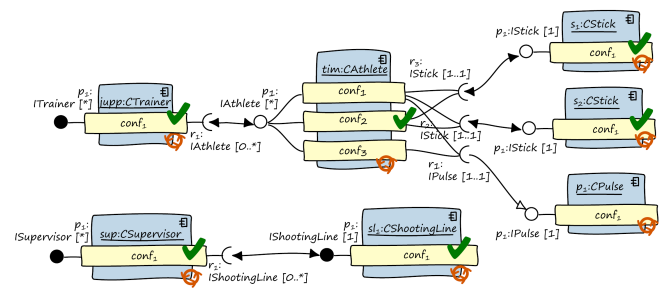 s₁:CStick
p₁:IStick [1]
conf₁
r₃:
IStick [1..1]
tim:CAthlete
conf₁
conf₂
conf₃
p₁:
IAthlete [*]
p₁:
ITrainer [*]
jupp:CTrainer
conf₁
r₁:
IAthlete [0..*]
r₂:
IStick [1..1]
s₂:CStick
conf₁
p₂:IStick [1]
r₁:
IPulse [1..1]
p₁:CPulse
conf₁
p₁:IPulse [1]
p₁:
ISupervisor [*]
sup:CSupervisor
conf₁
r₁:
IShootingLine [0..*]
p₁:
IShootingLine
[1]
sl₁:CShootingLine
conf₁